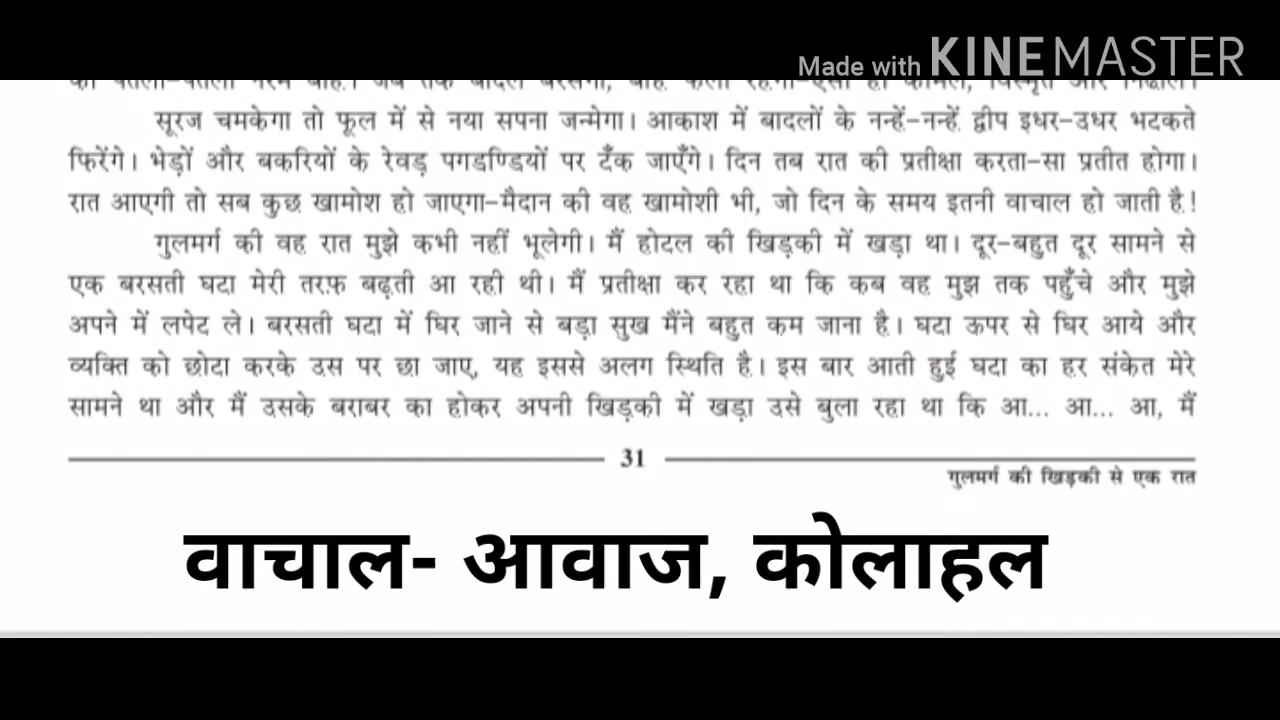 Made with KINEMASTER
सूरज चमकेगा तो फूल में से नया सपना जन्मेगा। आकाश में बादलों के नन्हें-नन्हें द्वीप इधर-उधर भटकते
फिरेंगे। भेड़ों और बकरियों के रेवड़ पगडण्डियों पर टँक जाएँगे। दिन तब रात की प्रतीक्षा करता-सा प्रतीत होगा।
रात आएगी तो सब कुछ खामोश हो जाएगा-मैदान की वह खामोशी भी, जो दिन के समय इतनी वाचाल हो जाती है!
गुलमर्ग की वह रात मुझे कभी नहीं भूलेगी। मैं होटल की खिड़की में खड़ा था। दूर-बहुत दूर सामने से
एक बरसती घटा मेरी तरफ़ बढ़ती आ रही थी। मैं प्रतीक्षा कर रहा था कि कब वह मुझ तक पहुँचे और मुझे
अपने में लपेट ले। बरसती घटा में घिर जाने से बड़ा सुख मैंने बहुत कम जाना है। घटा ऊपर से घिर आये और
व्यक्ति को छोटा करके उस पर छा जाए, यह इससे अलग स्थिति है। इस बार आती हुई घटा का हर संकेत मेरे
सामने था और मैं उसके बराबर का होकर अपनी खिड़की में खड़ा उसे बुला रहा था कि आ... आ... आ, मैं
31
गुलमर्ग की खिड़की से एक रात
वाचाल- आवाज, कोलाहल